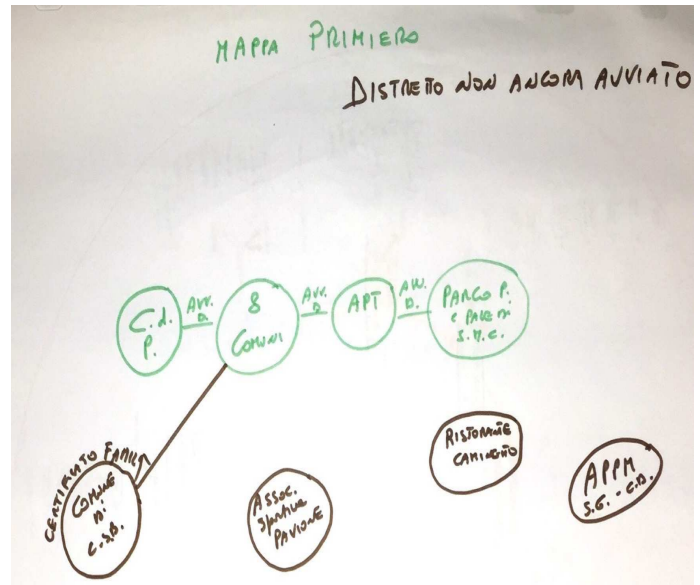 MAPPA PRIMIERO
DISTRETTO NON ANCORA AVVIATO
C.d.
P.
AVV.
D.
8
COMUNI
AVV.
D.
APT
AVV.
D.
PARCO P.
e PALE DI
S.M.C.
CERTIFICATO FAMILY
COMUNE
DI
C.S.B.
ASSOC.
Sportiva
PAVIONE
RISTORANTE
CAMINETTO
APPM
S.G. - C.D.